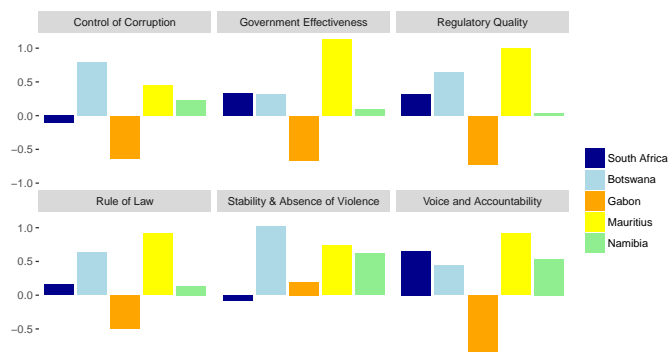 Control of Corruption
Government Effectiveness
Regulatory Quality
1.0
0.5
0.0
−0.5
−1.0
Rule of Law
Stability & Absence of Violence
Voice and Accountability
1.0
0.5
0.0
−0.5
South Africa
Botswana
Gabon
Mauritius
Namibia